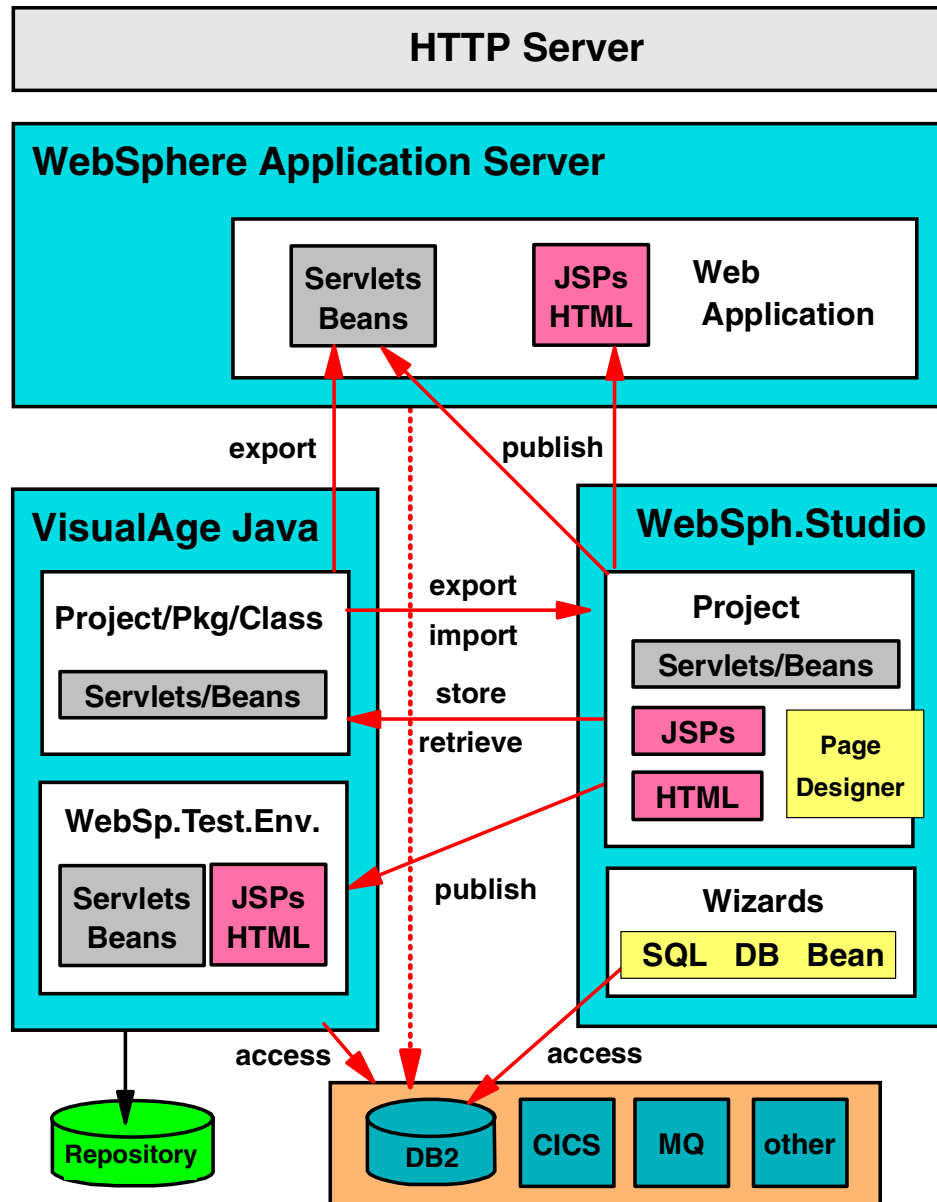 HTTP Server
WebSphere Application Server
Servlets
Beans
JSPs
HTML
Web
Application
export
publish
VisualAge Java
WebSph.Studio
Project/Pkg/Class
Servlets/Beans
export
import
store
retrieve
Project
Servlets/Beans
JSPs
HTML
Page
Designer
WebSp.Test.Env.
Servlets
Beans
JSPs
HTML
publish
Wizards
SQL DB Bean
access
access
Repository
DB2
CICS
MQ
other